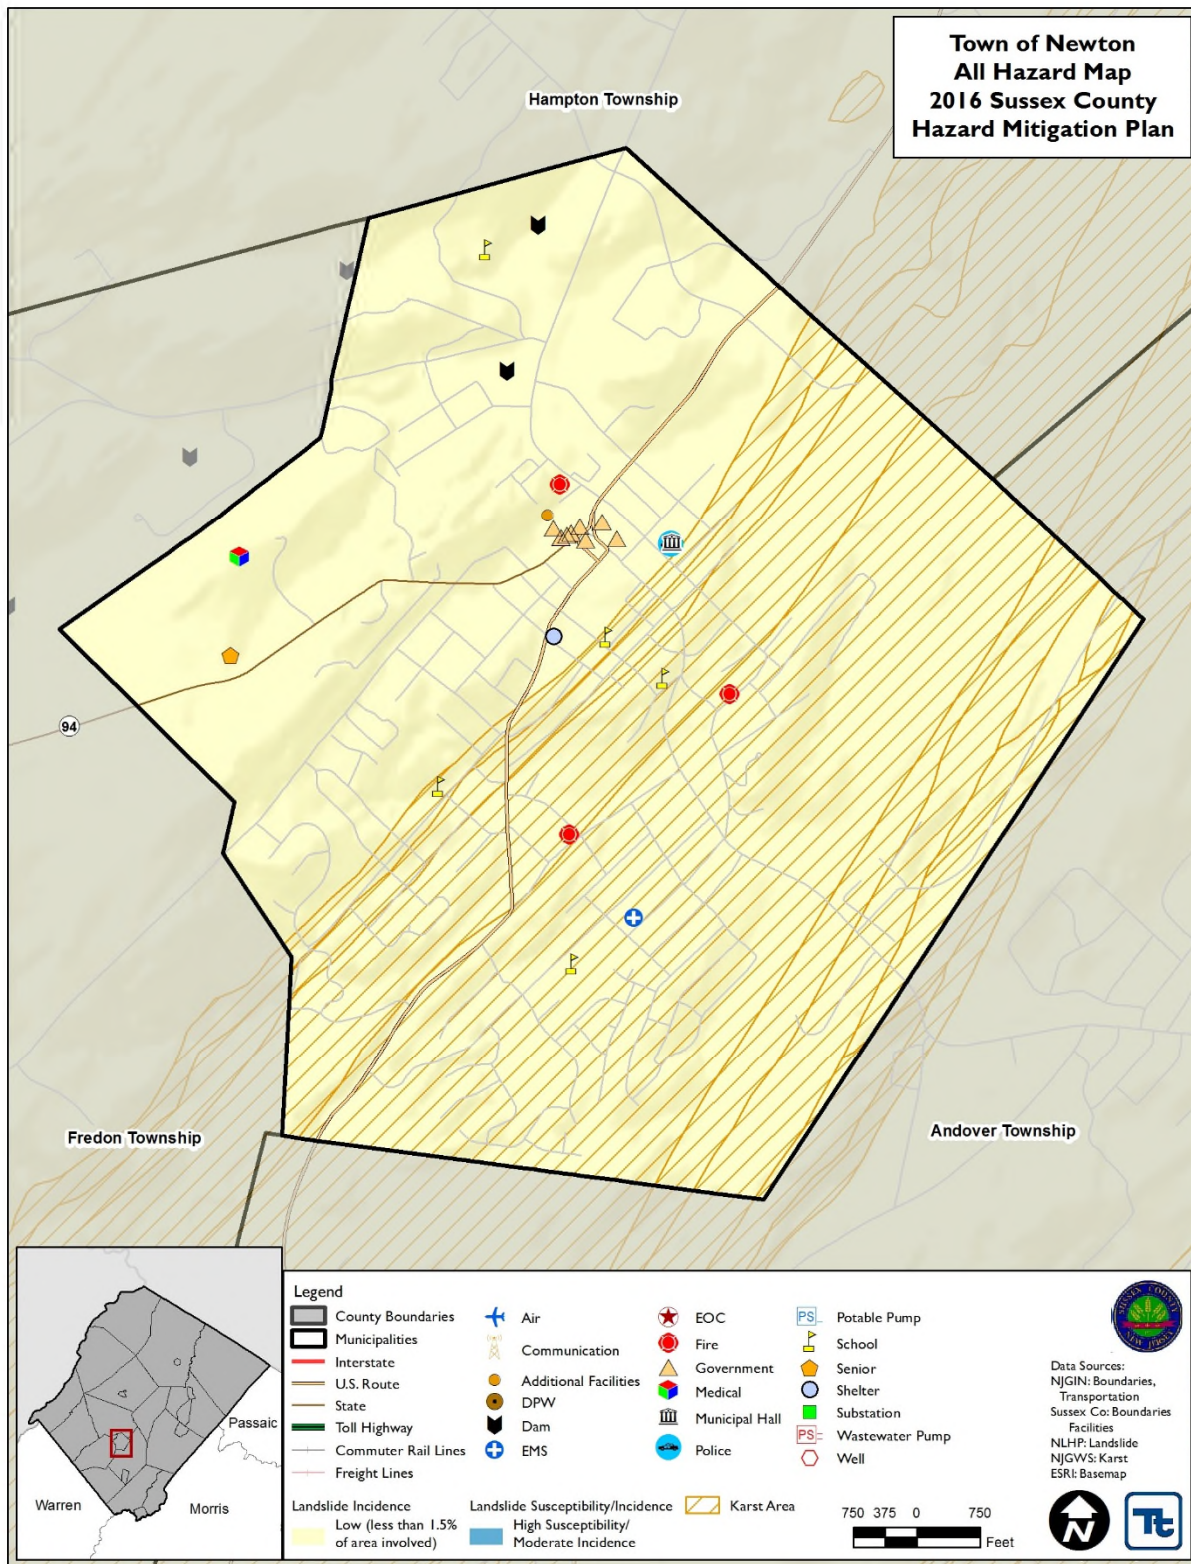 Town of Newton
All Hazard Map
2016 Sussex County
Hazard Mitigation Plan
Hampton Township
94
Fredon Township
Andover Township
Passaic
Warren
Morris
Legend
County Boundaries
Municipalities
Interstate
U.S. Route
State
Toll Highway
Commuter Rail Lines
Freight Lines
Air
Communication
Additional Facilities
DPW
Dam
EMS
EOC
Fire
Government
Medical
Municipal Hall
Police
PS Potable Pump
School
Senior
Shelter
Substation
PS Wastewater Pump
Well
Landslide Incidence
Low (less than 1.5%
of area involved)
Landslide Susceptibility/Incidence
High Susceptibility/
Moderate Incidence
Karst Area
SUSSEX COUNTY
NEW JERSEY
Data Sources:
NJGIN: Boundaries,
Transportation
Sussex Co: Boundaries
Facilities
NLHP: Landslide
NJGWS: Karst
ESRI: Basemap
750 375 0 750
Feet
N
Tt